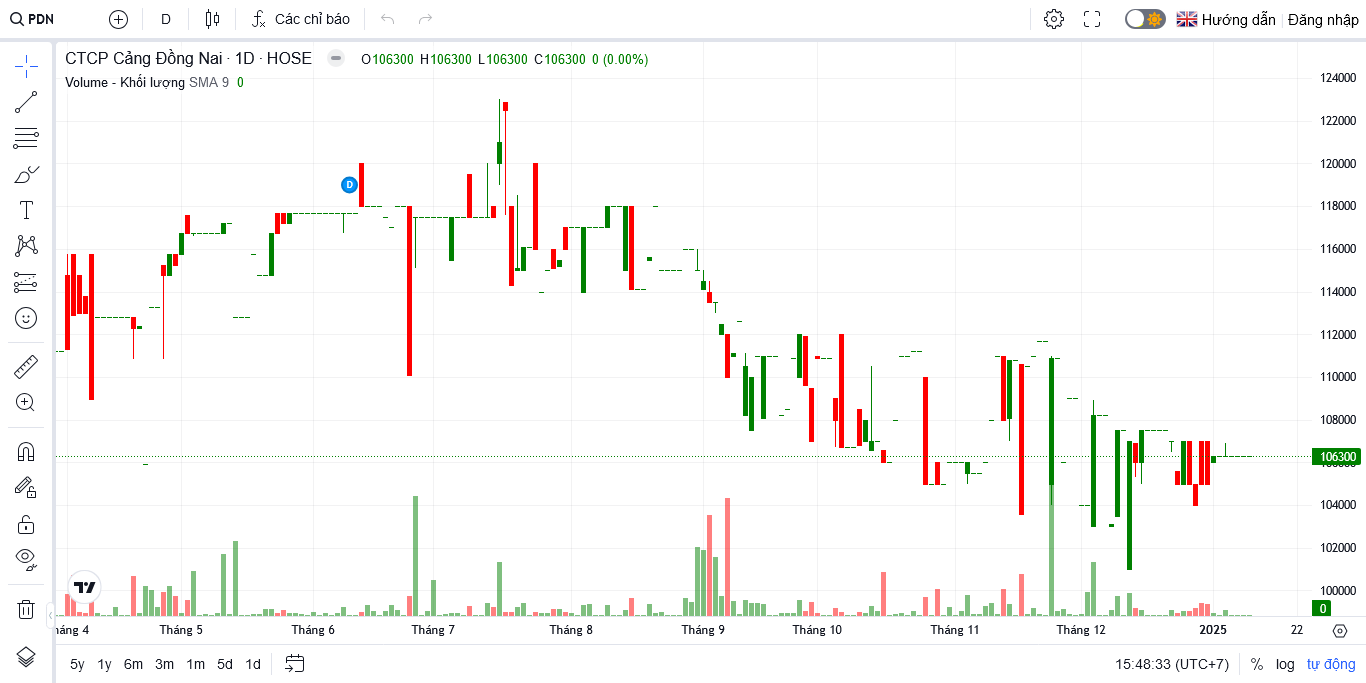 PDN D Các chỉ báo Hướng dẫn Đăng nhập
CTCP Cảng Đồng Nai · 1D · HOSE O106300 H106300 L106300 C106300 0 (0.00%)
Volume - Khối lượng SMA 9 0
D
T
124000
122000
120000
118000
116000
114000
112000
110000
108000
106300
106000
104000
102000
100000
0
háng 4 Tháng 5 Tháng 6 Tháng 7 Tháng 8 Tháng 9 Tháng 10 Tháng 11 Tháng 12 2025 22
5y 1y 6m 3m 1m 5d 1d 15:48:33 (UTC+7) % log tự động